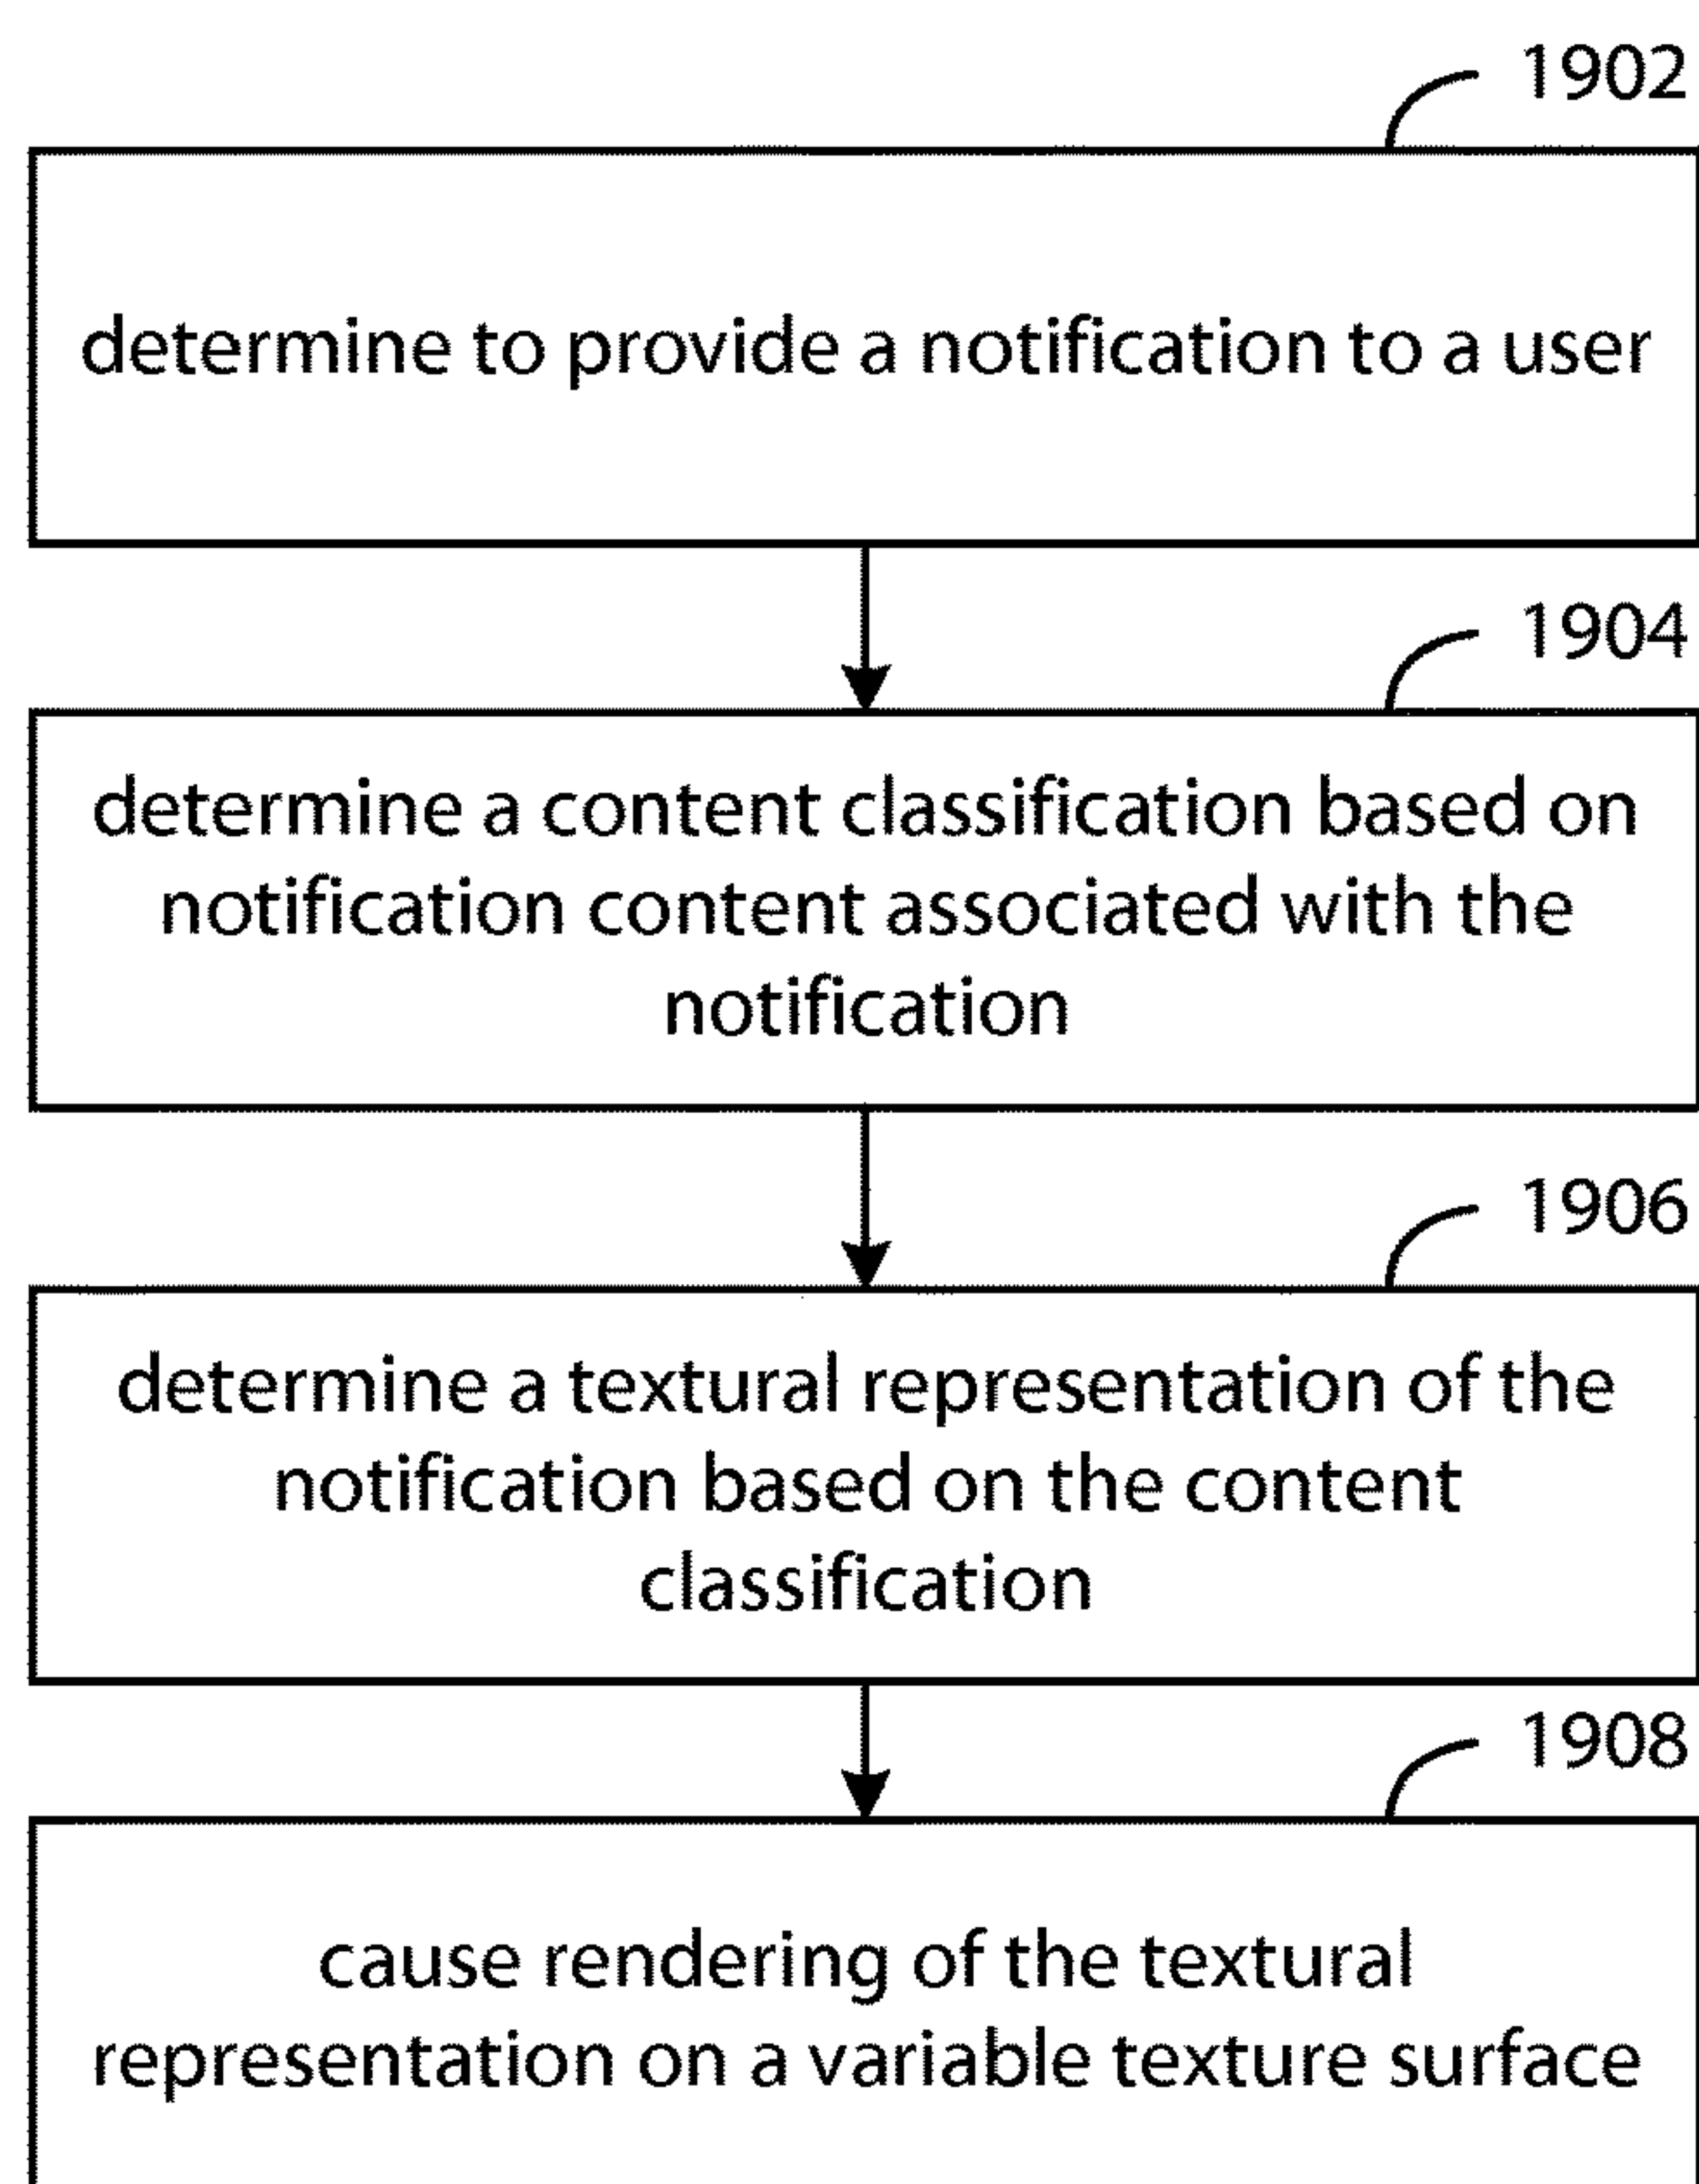 1902
determine to provide a notification to a user
1904
determine a content classification based on
notification content associated with the
notification
1906
determine a textural representation of the
notification based on the content
classification
1908
cause rendering of the textural
representation on a variable texture surface